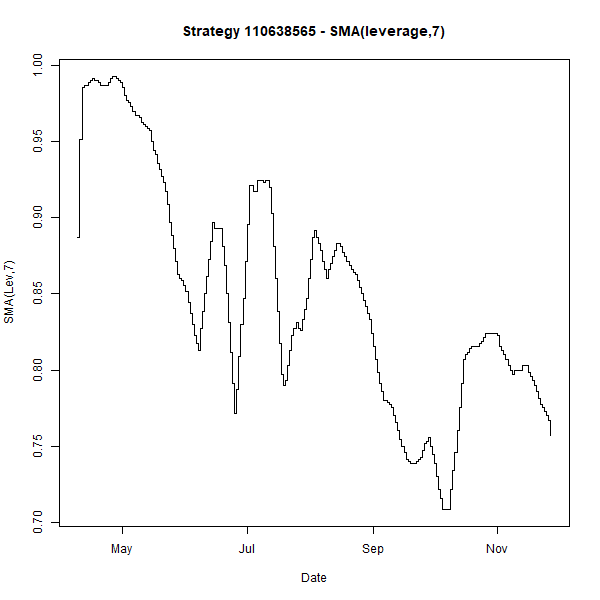 Strategy 110638565 - SMA(leverage,7)
SMA(Lev,7)
1.00
0.95
0.90
0.85
0.80
0.75
0.70
May Jul Sep Nov
Date